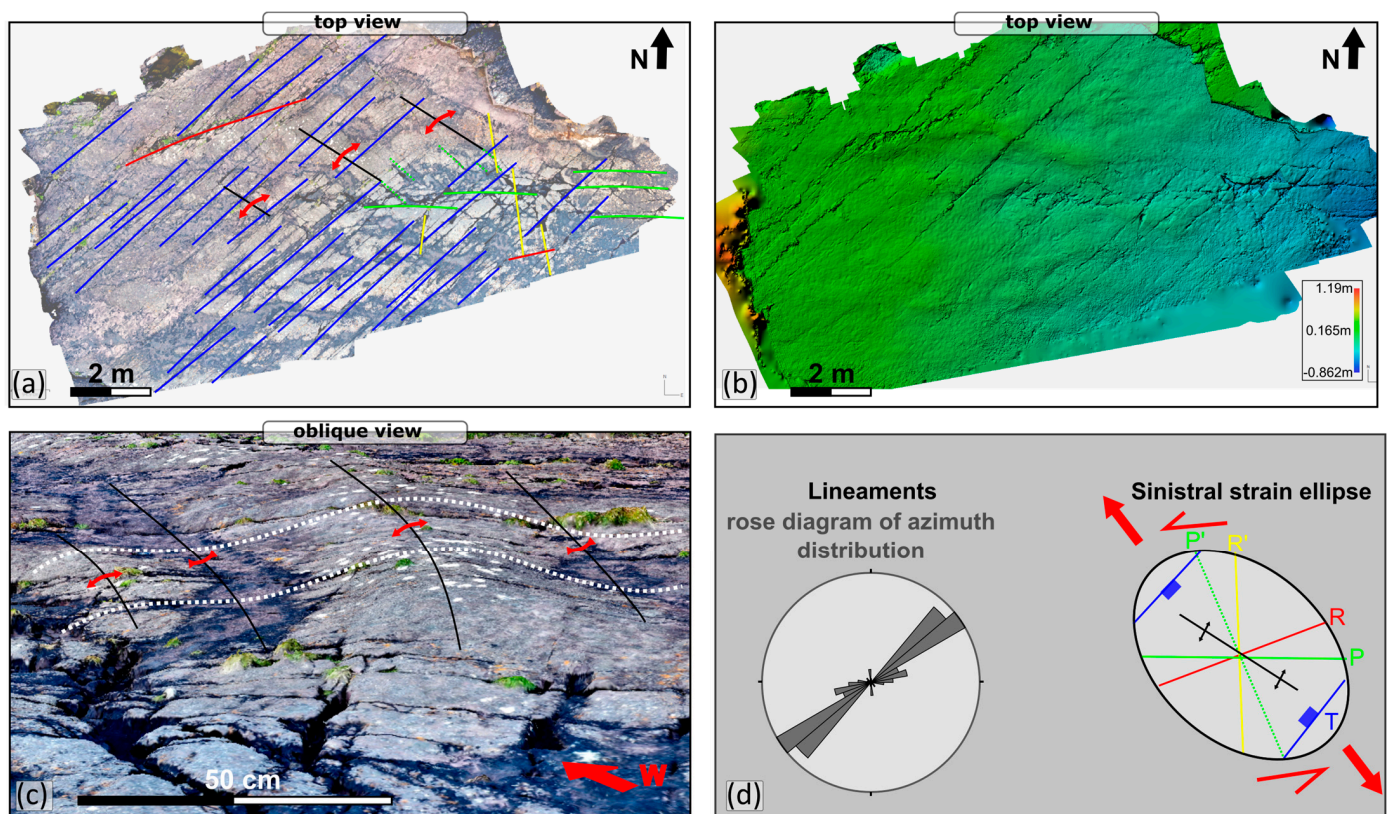 top view
N
2 m
(a)
top view
N
1.19m
0.165m
-0.862m
2 m
(b)
oblique view
50 cm
W
(c)
Lineaments
rose diagram of azimuth
distribution
Sinistral strain ellipse
P'
R'
R
P
T
(d)